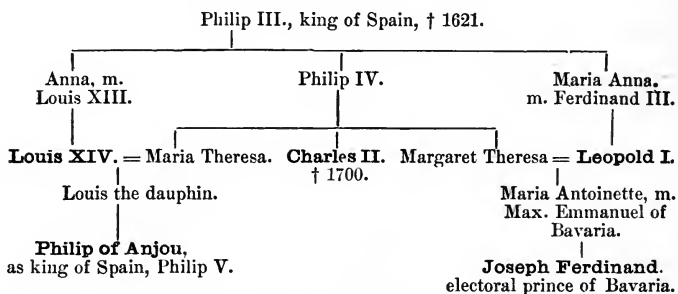 Philip III., king of Spain, † 1621.
Anna, m. Philip IV. Maria Anna.
Louis XIII. m. Ferdinand III.
Louis XIV. = Maria Theresa. Charles II. Margaret Theresa = Leopold I.
† 1700.
Louis the dauphin. Maria Antoinette, m.
Max. Emmanuel of
Bavaria.
Philip of Anjou,
as king of Spain, Philip V. Joseph Ferdinand.
electoral prince of Bavaria.